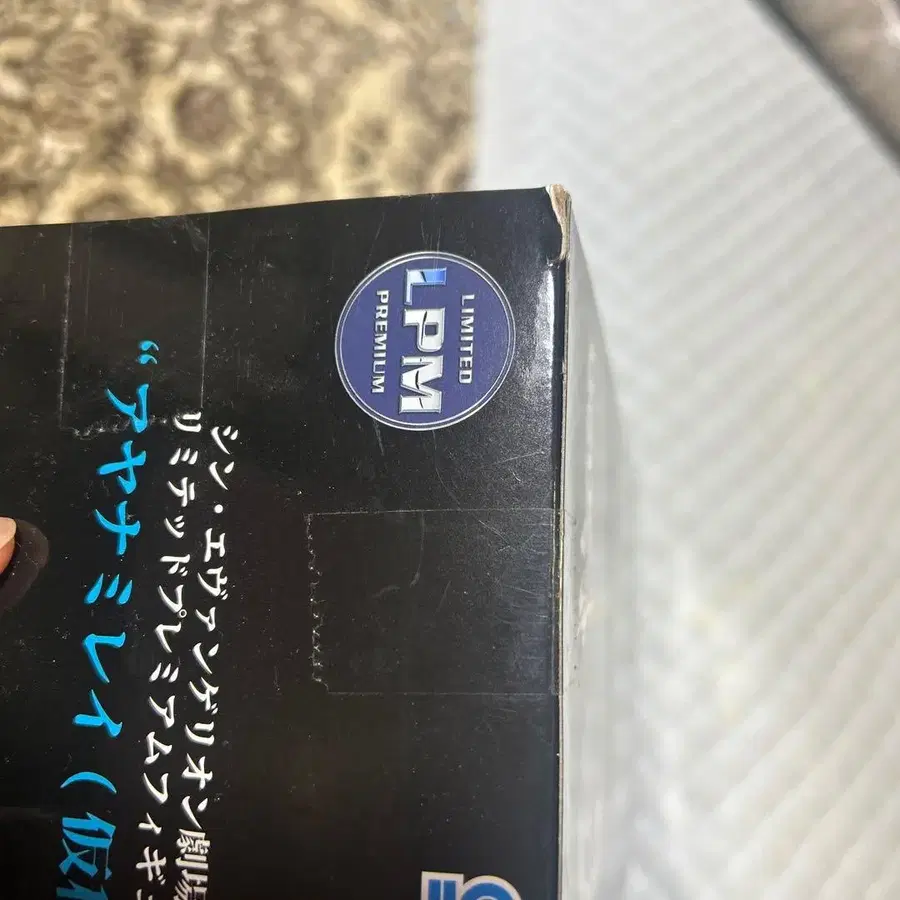 LIMITED
LPM
PREMIUM
シン・エヴァンゲリオン劇場
リミテッドプレミアムフィギュ
“アヤナミレイ(仮称